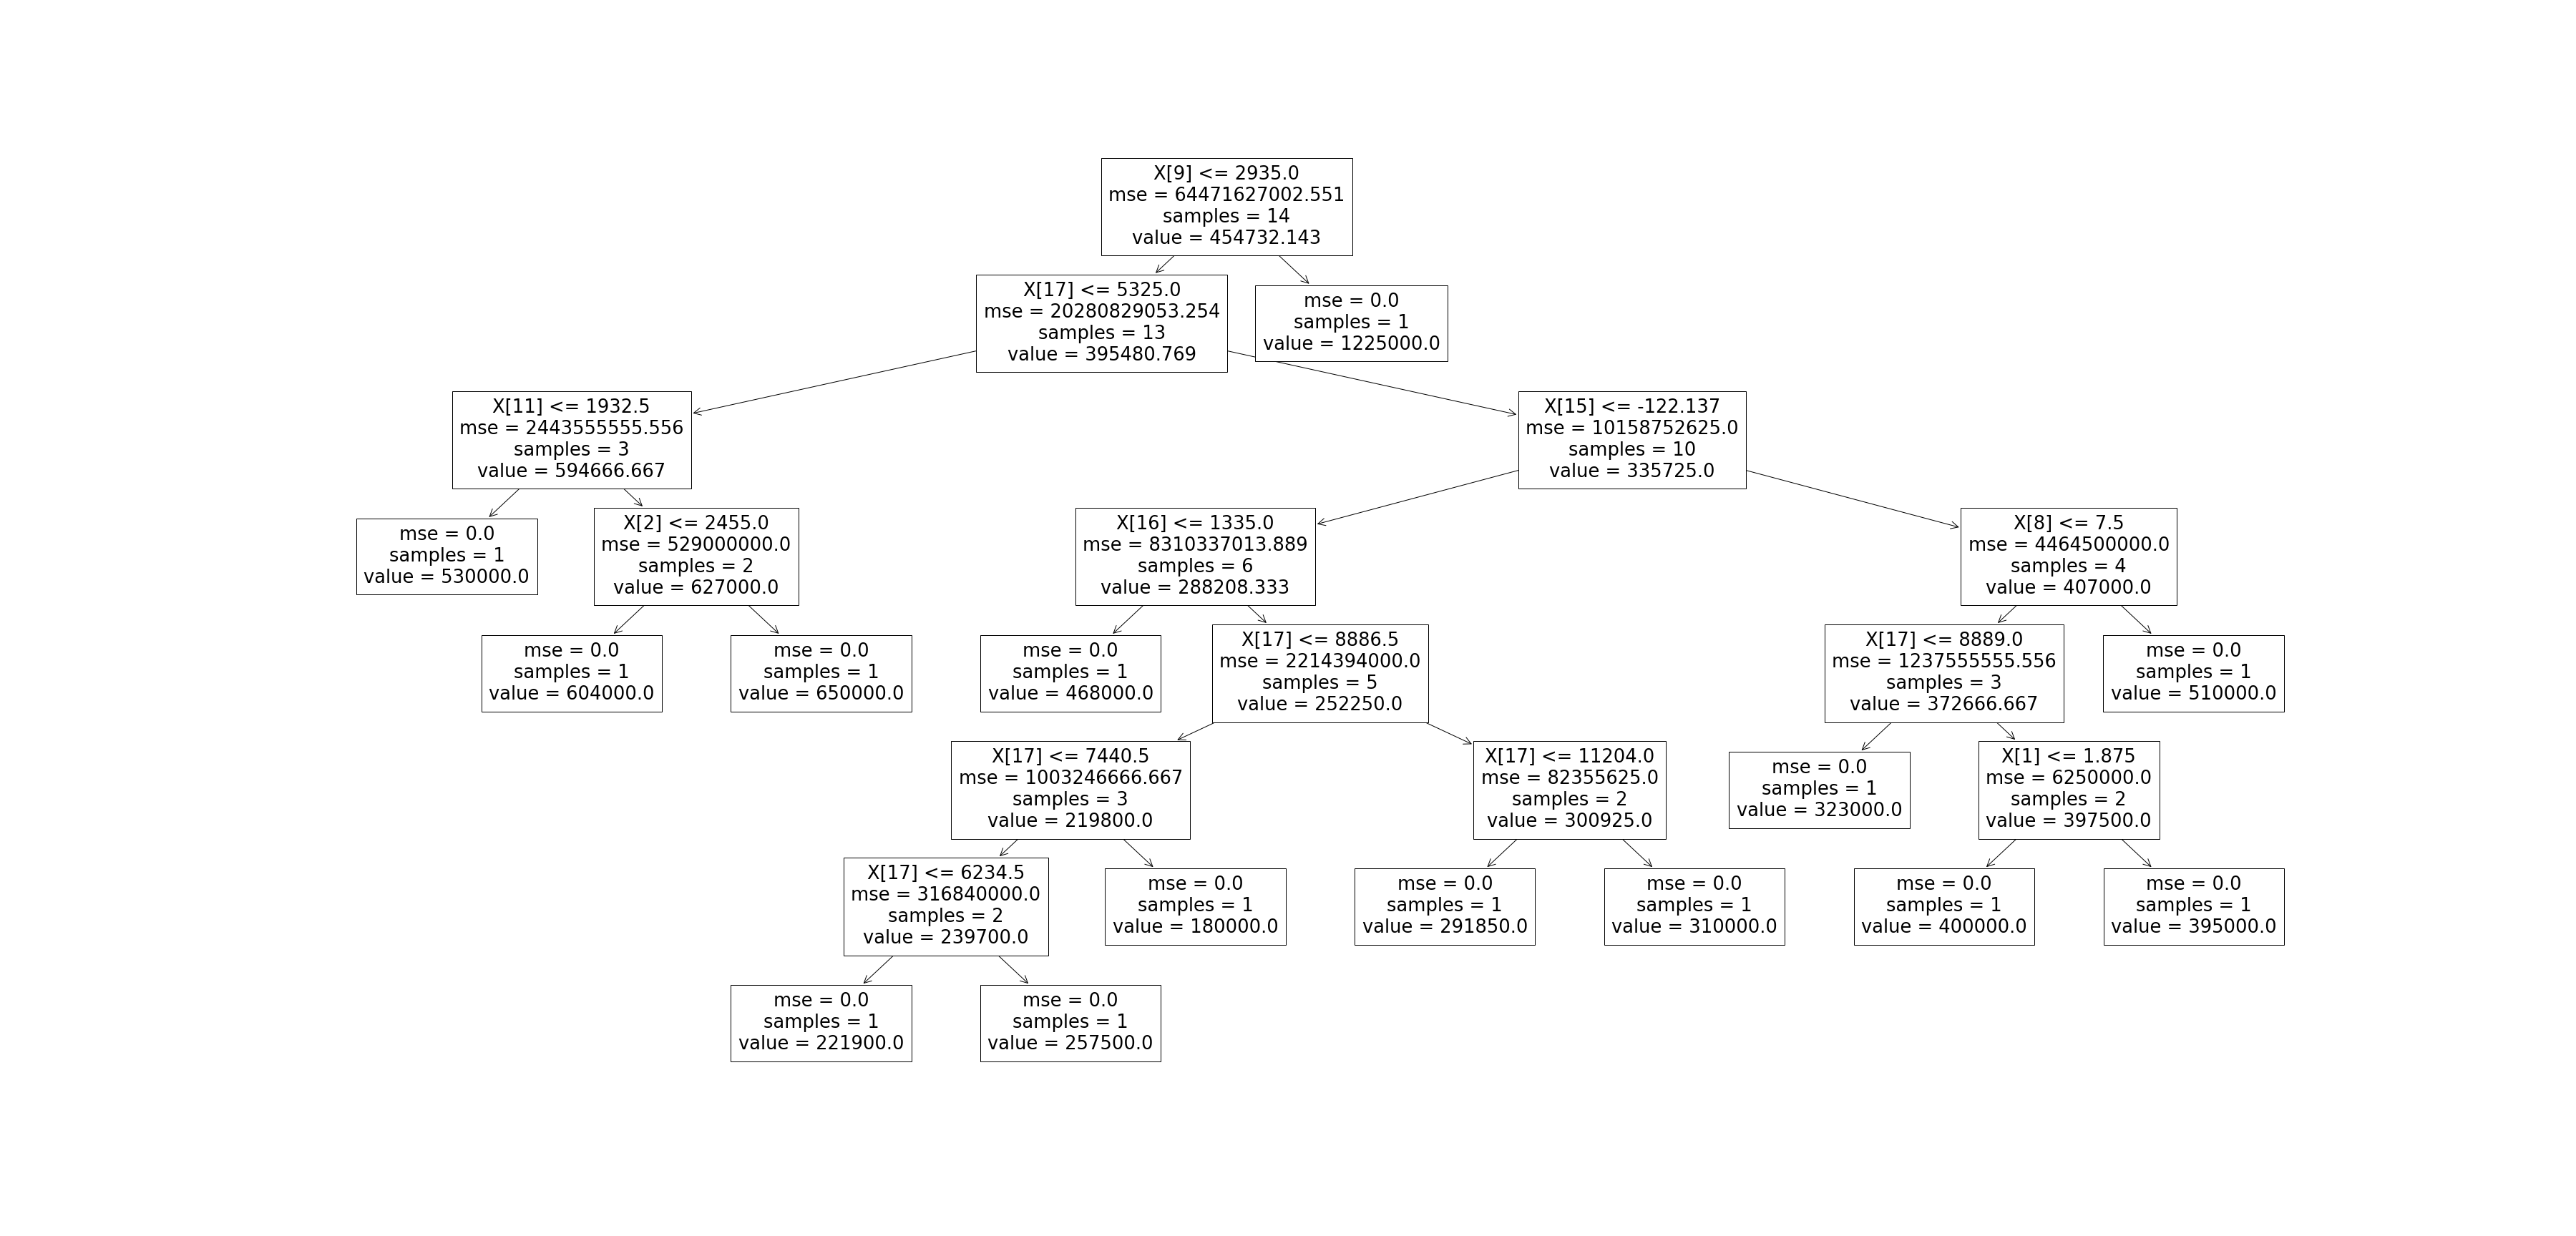 X[9] <= 2935.0
mse = 64471627002.551
samples = 14
value = 454732.143
X[17] <= 5325.0
mse = 20280829053.254
samples = 13
value = 395480.769
mse = 0.0
samples = 1
value = 1225000.0
X[11] <= 1932.5
mse = 2443555555.556
samples = 3
value = 594666.667
X[15] <= -122.137
mse = 10158752625.0
samples = 10
value = 335725.0
mse = 0.0
samples = 1
value = 530000.0
X[2] <= 2455.0
mse = 529000000.0
samples = 2
value = 627000.0
X[16] <= 1335.0
mse = 8310337013.889
samples = 6
value = 288208.333
X[8] <= 7.5
mse = 4464500000.0
samples = 4
value = 407000.0
mse = 0.0
samples = 1
value = 604000.0
mse = 0.0
samples = 1
value = 650000.0
mse = 0.0
samples = 1
value = 468000.0
X[17] <= 8886.5
mse = 2214394000.0
samples = 5
value = 252250.0
X[17] <= 8889.0
mse = 1237555555.556
samples = 3
value = 372666.667
mse = 0.0
samples = 1
value = 510000.0
X[17] <= 7440.5
mse = 1003246666.667
samples = 3
value = 219800.0
X[17] <= 11204.0
mse = 82355625.0
samples = 2
value = 300925.0
mse = 0.0
samples = 1
value = 323000.0
X[1] <= 1.875
mse = 6250000.0
samples = 2
value = 397500.0
X[17] <= 6234.5
mse = 316840000.0
samples = 2
value = 239700.0
mse = 0.0
samples = 1
value = 180000.0
mse = 0.0
samples = 1
value = 291850.0
mse = 0.0
samples = 1
value = 310000.0
mse = 0.0
samples = 1
value = 400000.0
mse = 0.0
samples = 1
value = 395000.0
mse = 0.0
samples = 1
value = 221900.0
mse = 0.0
samples = 1
value = 257500.0